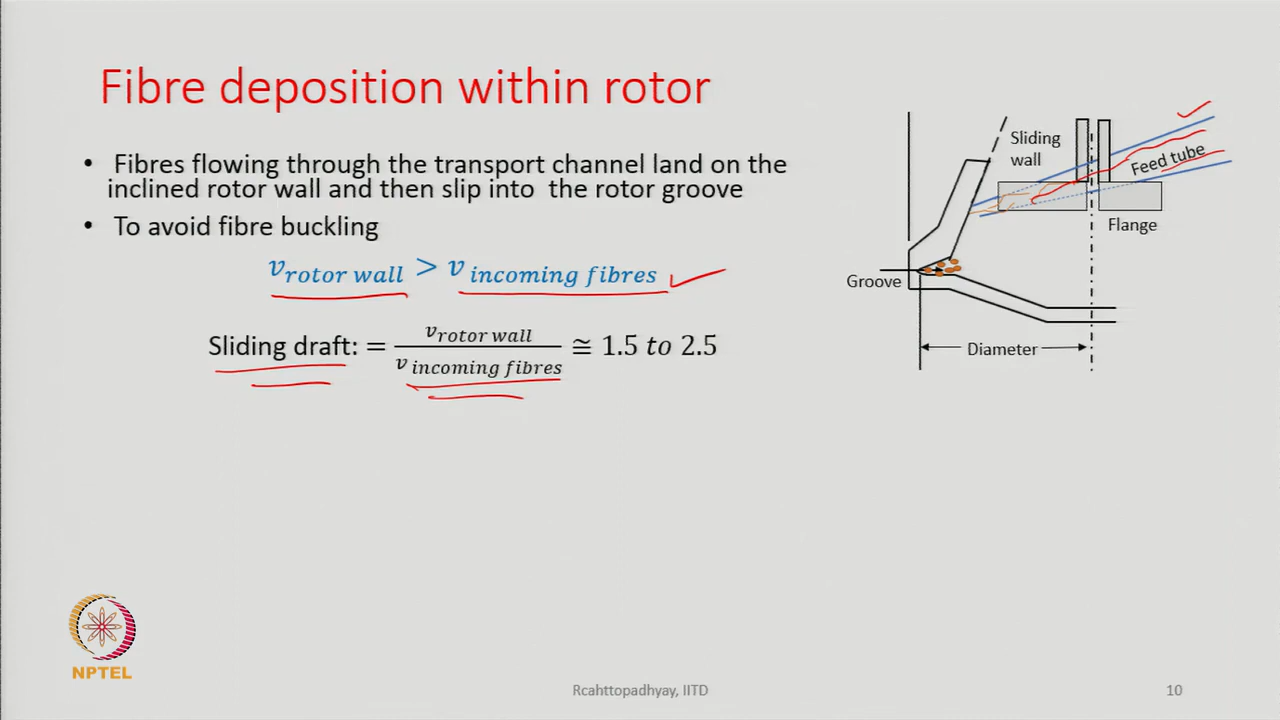 Fibre deposition within rotor
• Fibres flowing through the transport channel land on the
inclined rotor wall and then slip into the rotor groove
• To avoid fibre buckling
v rotor wall > v incoming fibres
Sliding draft: = v rotor wall / v incoming fibres ≅ 1.5 to 2.5
Sliding
wall
Feed tube
Flange
Groove
Diameter
NPTEL
Rcahttopadhyay, IITD
10